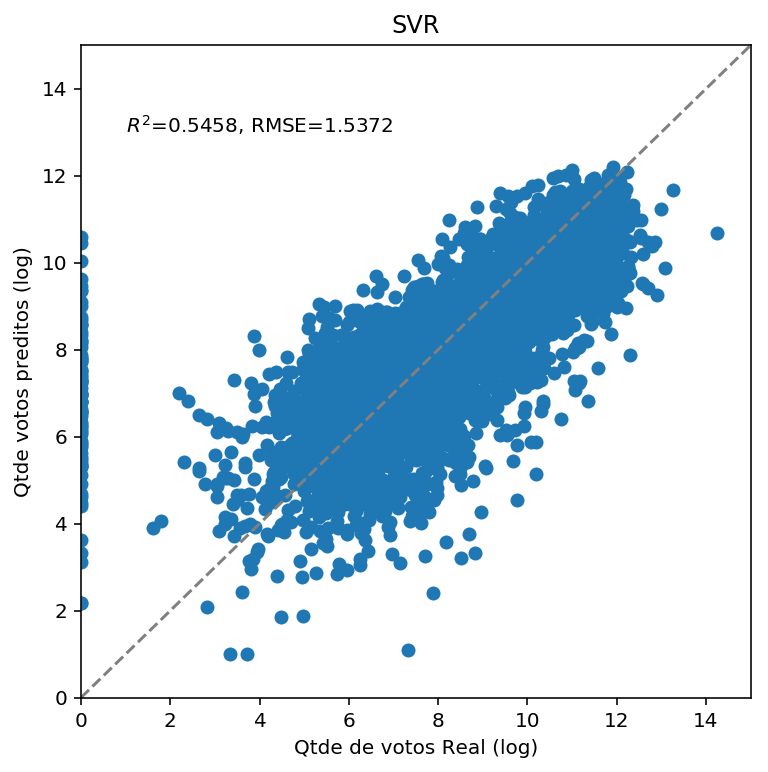 SVR
R²=0.5458, RMSE=1.5372
Qtde votos preditos (log)
14
12
10
8
6
4
2
0
0 2 4 6 8 10 12 14
Qtde de votos Real (log)